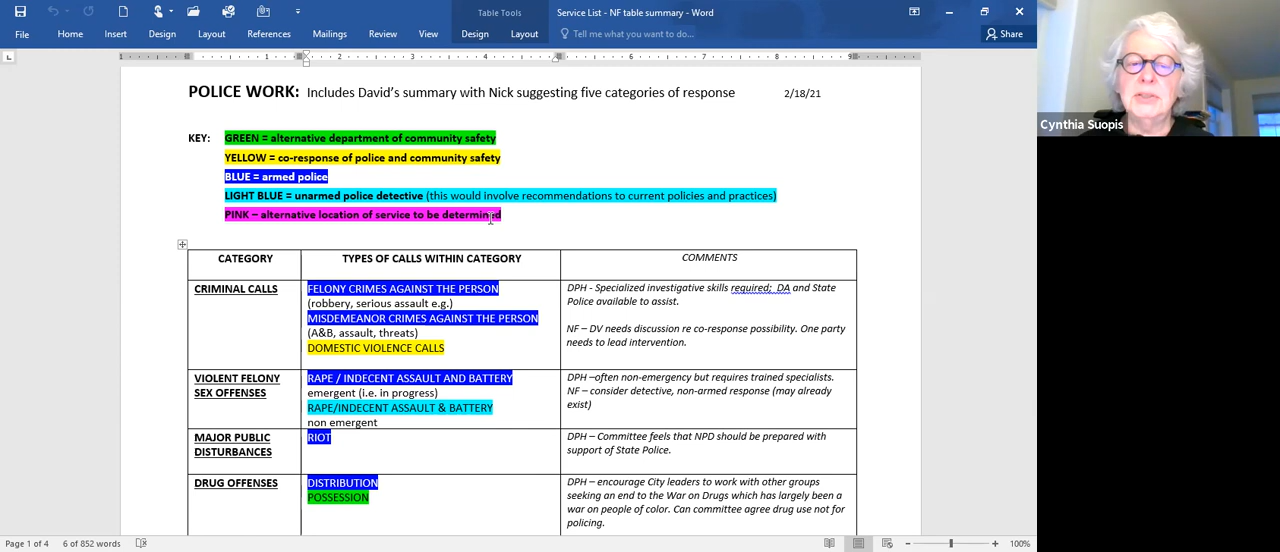 Table Tools
Service List - NF table summary - Word
File Home Insert Design Layout References Mailings Review View Design Layout Tell me what you want to do... Share
1 1 2 3 4 5 6 7 8 9
POLICE WORK: Includes David's summary with Nick suggesting five categories of response 2/18/21
KEY: GREEN = alternative department of community safety
YELLOW = co-response of police and community safety
BLUE = armed police
LIGHT BLUE = unarmed police detective (this would involve recommendations to current policies and practices)
PINK – alternative location of service to be determined
CATEGORY TYPES OF CALLS WITHIN CATEGORY COMMENTS
CRIMINAL CALLS
FELONY CRIMES AGAINST THE PERSON
(robbery, serious assault e.g.)
MISDEMEANOR CRIMES AGAINST THE PERSON
(A&B, assault, threats)
DOMESTIC VIOLENCE CALLS
DPH - Specialized investigative skills required; DA and State
Police available to assist.
NF – DV needs discussion re co-response possibility. One party
needs to lead intervention.
VIOLENT FELONY
SEX OFFENSES
RAPE / INDECENT ASSAULT AND BATTERY
emergent (i.e. in progress)
RAPE/INDECENT ASSAULT & BATTERY
non emergent
DPH –often non-emergency but requires trained specialists.
NF – consider detective, non-armed response (may already
exist)
MAJOR PUBLIC
DISTURBANCES
RIOT
DPH – Committee feels that NPD should be prepared with
support of State Police.
DRUG OFFENSES
DISTRIBUTION
POSSESSION
DPH – encourage City leaders to work with other groups
seeking an end to the War on Drugs which has largely been a
war on people of color. Can committee agree drug use not for
policing.
Page 1 of 4 6 of 852 words 100%
Cynthia Suopis